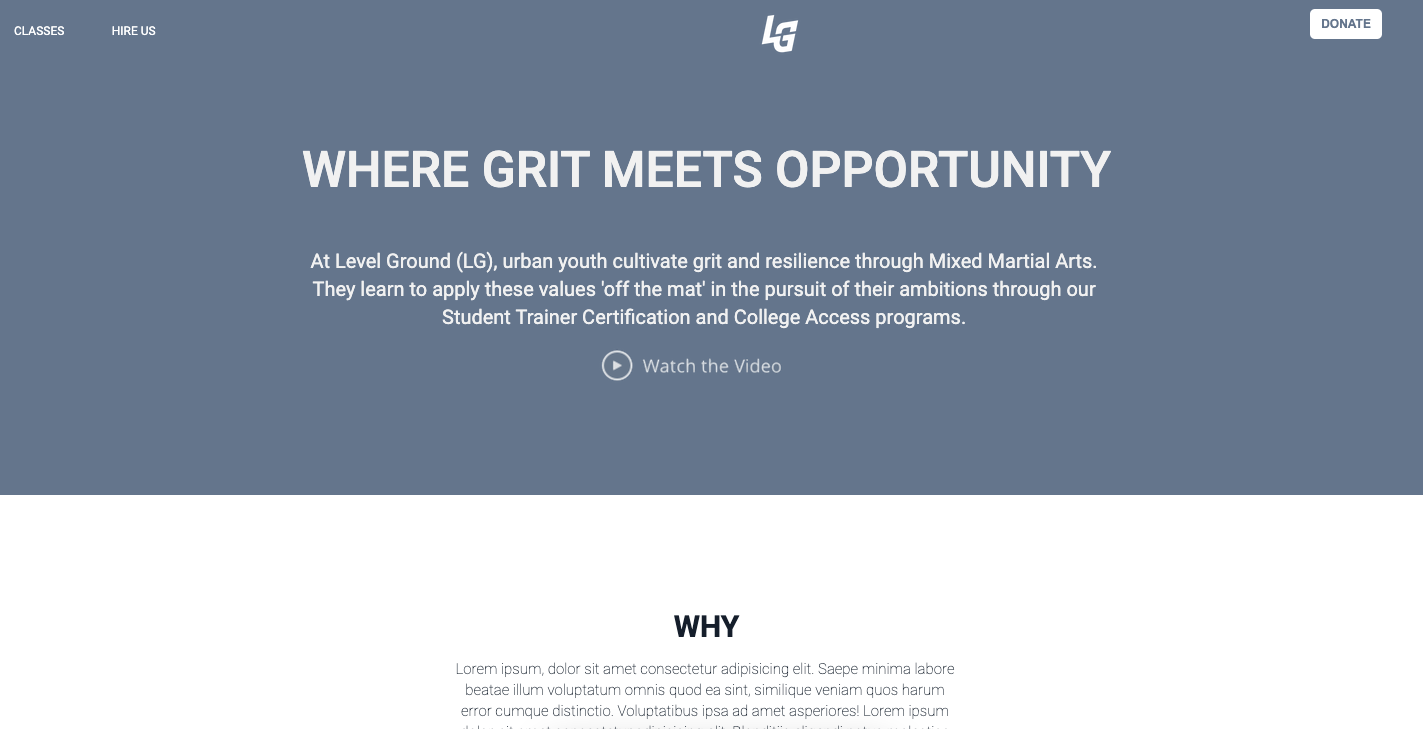 CLASSES
HIRE US
LG
DONATE
WHERE GRIT MEETS OPPORTUNITY
At Level Ground (LG), urban youth cultivate grit and resilience through Mixed Martial Arts.
They learn to apply these values 'off the mat' in the pursuit of their ambitions through our
Student Trainer Certification and College Access programs.
Watch the Video
WHY
Lorem ipsum, dolor sit amet consectetur adipisicing elit. Saepe minima labore
beatae illum voluptatum omnis quod ea sint, similique veniam quos harum
error cumque distinctio. Voluptatibus ipsa ad amet asperiores! Lorem ipsum